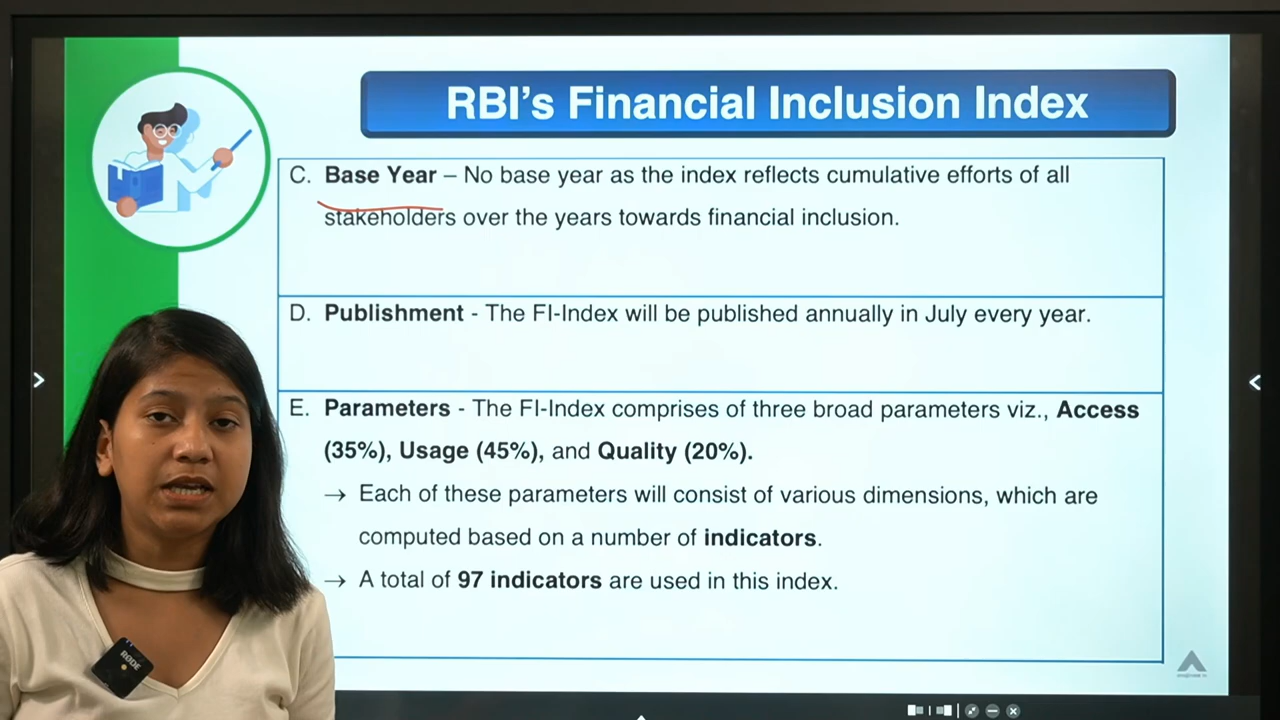 RBI's Financial Inclusion Index
C. Base Year – No base year as the index reflects cumulative efforts of all
stakeholders over the years towards financial inclusion.
D. Publishment - The FI-Index will be published annually in July every year.
E. Parameters - The FI-Index comprises of three broad parameters viz., Access
(35%), Usage (45%), and Quality (20%).
→ Each of these parameters will consist of various dimensions, which are
computed based on a number of indicators.
→ A total of 97 indicators are used in this index.
RØDE